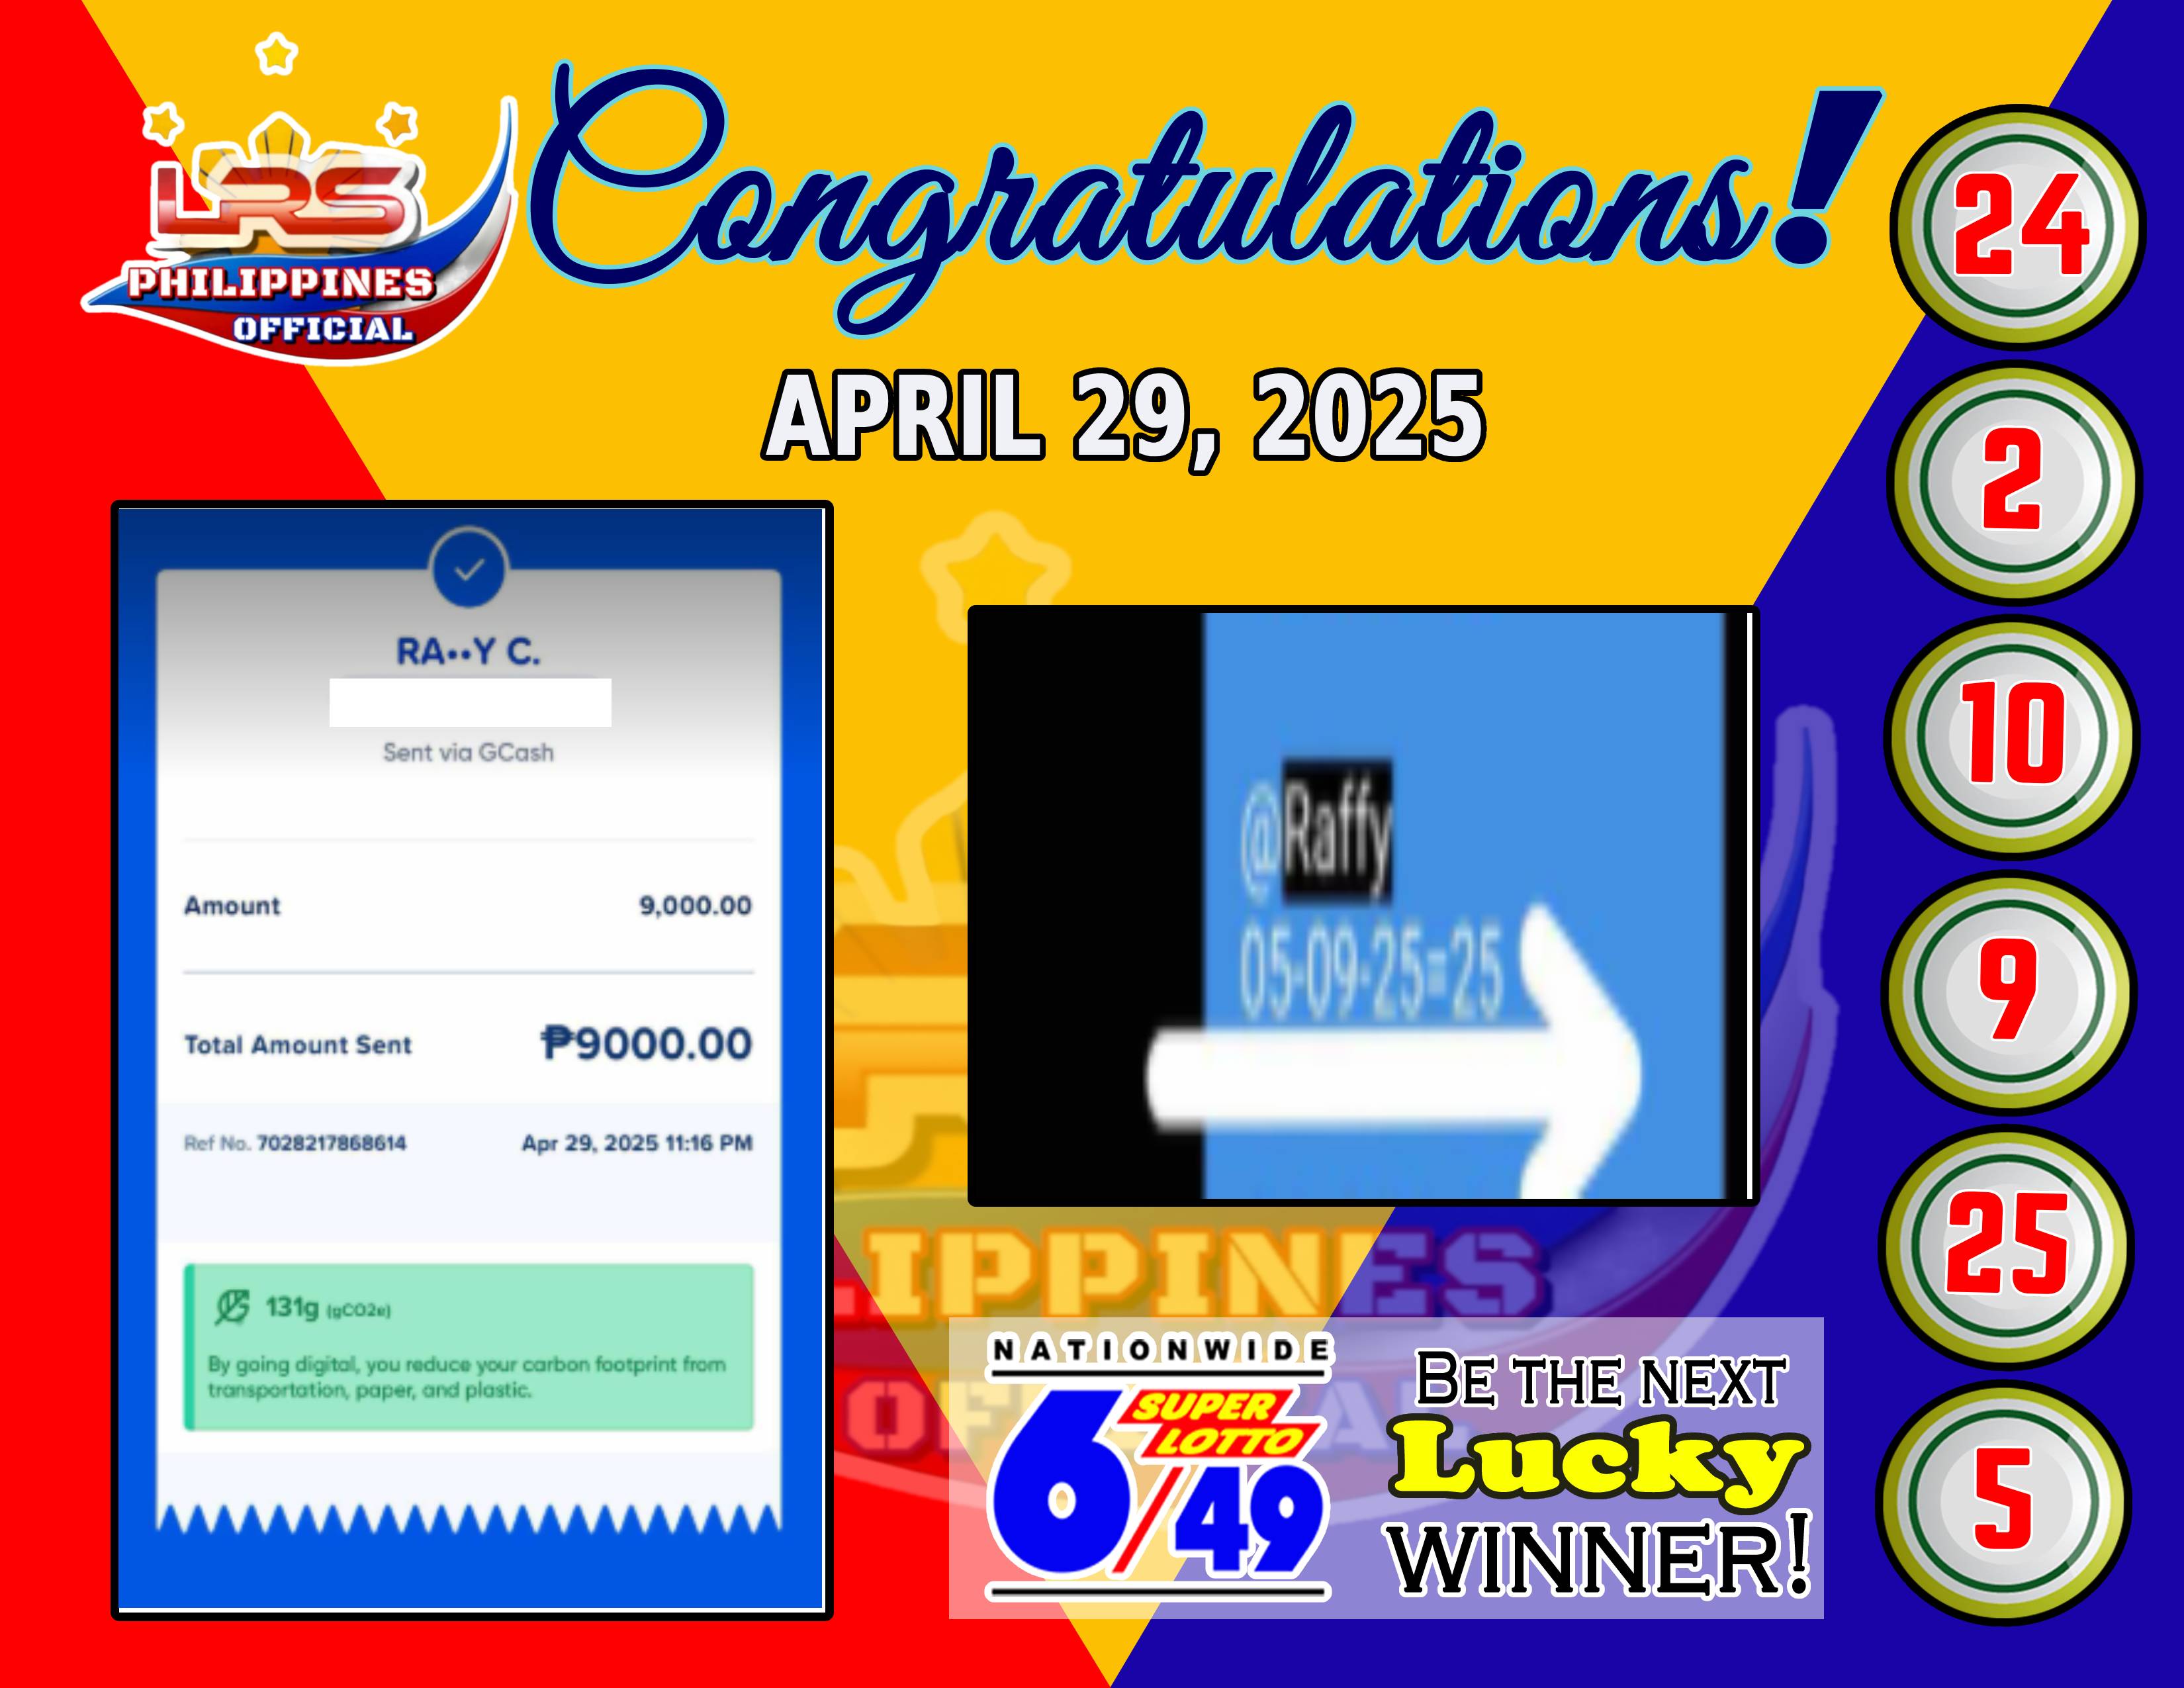 LRS
PHILIPPINES
OFFICIAL
Congratulations!
APRIL 29, 2025
RA••Y C.
Sent via GCash
Amount 9,000.00
Total Amount Sent ₱9000.00
Ref No. 7028217868614 Apr 29, 2025 11:16 PM
131g (gCO2e)
By going digital, you reduce your carbon footprint from
transportation, paper, and plastic.
@Raffy
05-09-25=25
LIPPINES
OF AL
NATIONWIDE
SUPER
LOTTO
6/49
BE THE NEXT
Lucky
WINNER!
24
2
10
9
25
5